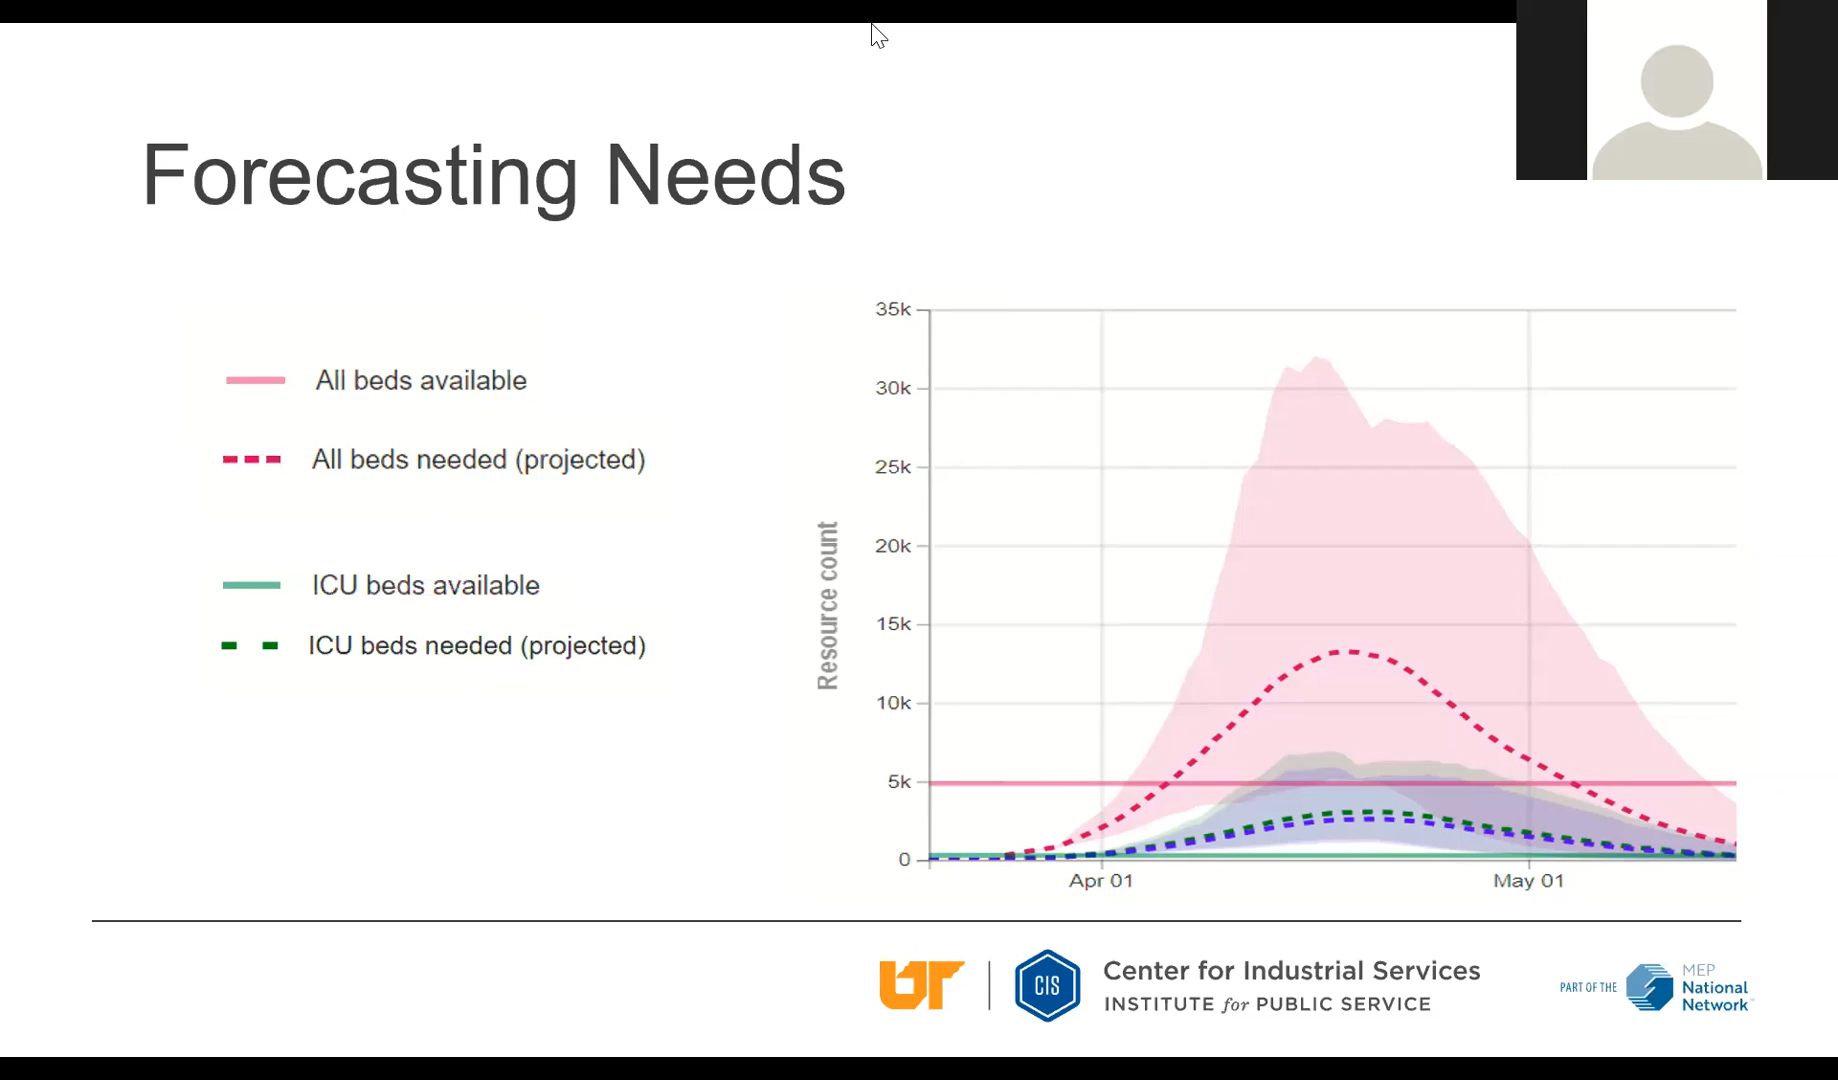 Forecasting Needs
All beds available
All beds needed (projected)
ICU beds available
ICU beds needed (projected)
Resource count
35k
30k
25k
20k
15k
10k
5k
0
Apr 01
May 01
UT
CIS
Center for Industrial Services
INSTITUTE for PUBLIC SERVICE
PART OF THE
MEP
National
Network™